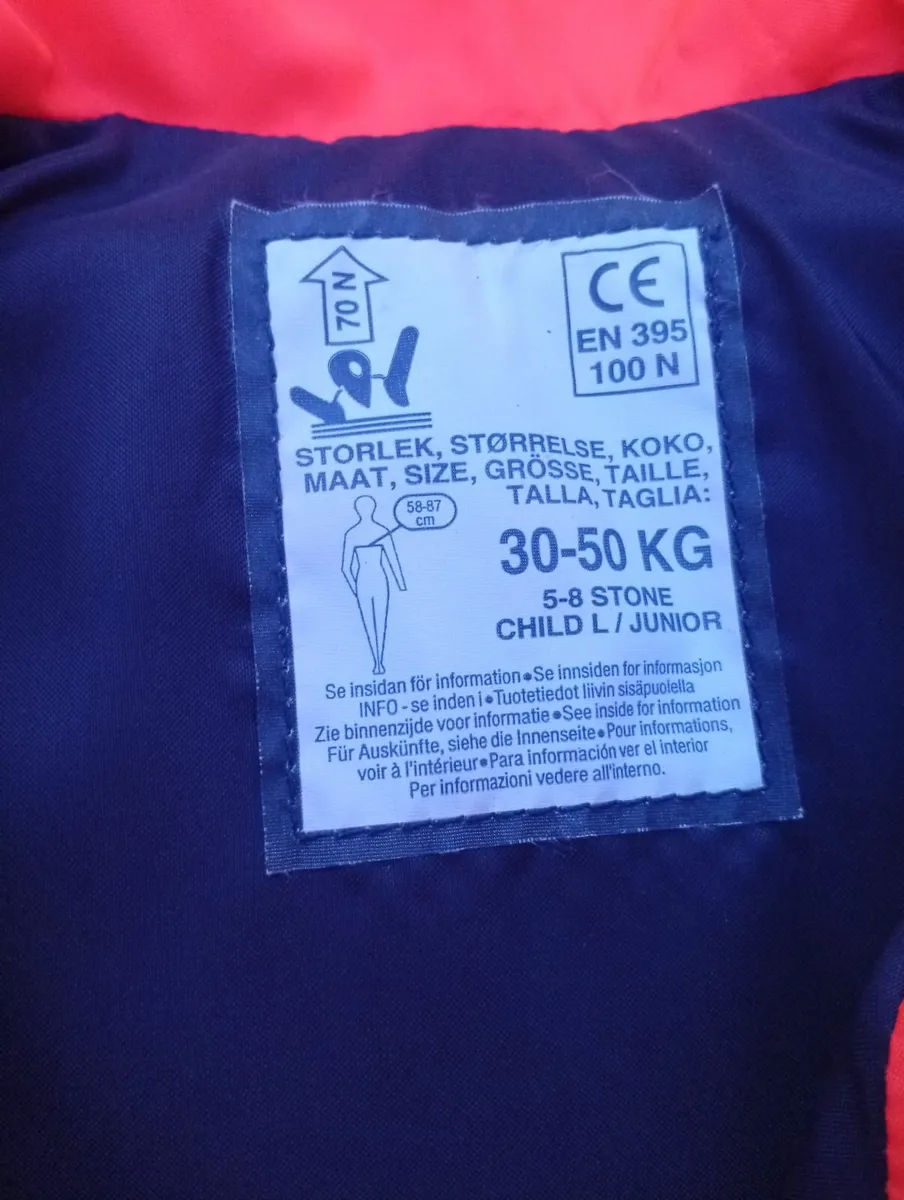 70 N
CE
EN 395
100 N
STORLEK, STØRRELSE, KOKO,
MAAT, SIZE, GRÖSSE, TAILLE,
TALLA, TAGLIA:
58-87
cm
30-50 KG
5-8 STONE
CHILD L / JUNIOR
Se insidan för information • Se innsiden for informasjon
INFO - se inden i • Tuotetiedot liivin sisäpuolella
Zie binnenzijde voor informatie • See inside for information
Für Auskünfte, siehe die Innenseite • Pour informations,
voir à l'intérieur • Para información ver el interior
Per informazioni vedere all'interno.